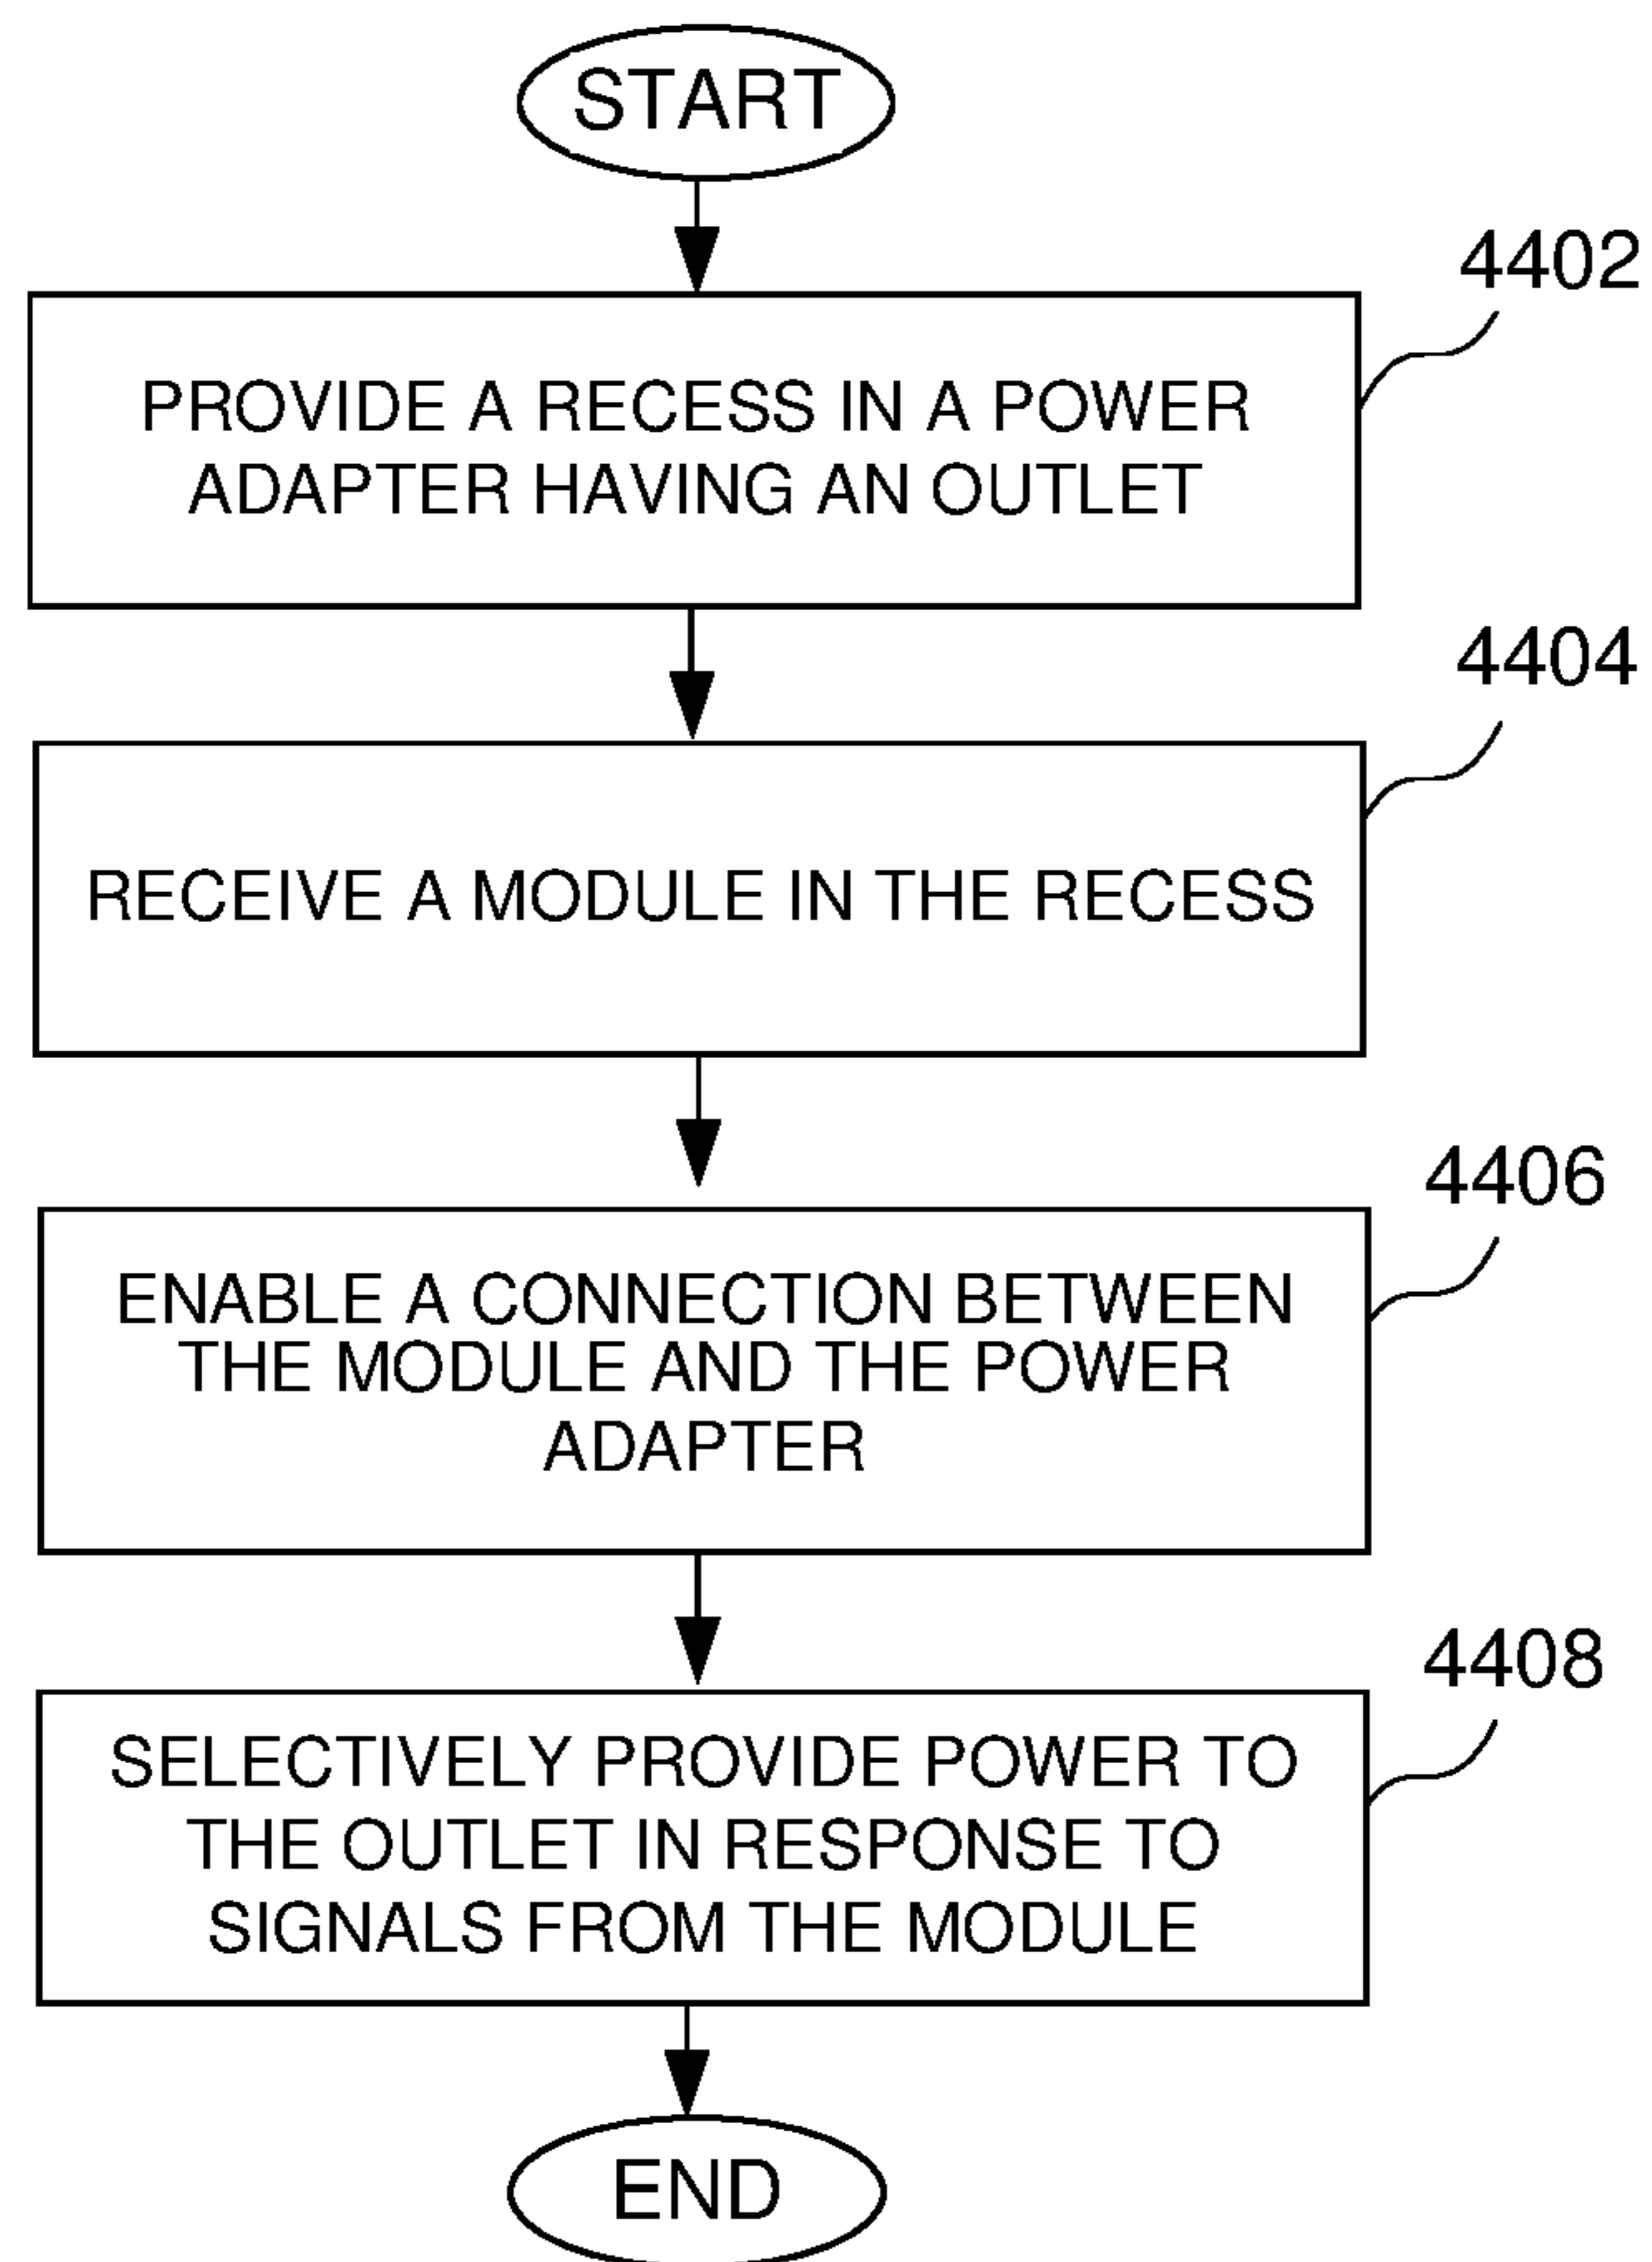 START
4402
PROVIDE A RECESS IN A POWER
ADAPTER HAVING AN OUTLET
4404
RECEIVE A MODULE IN THE RECESS
4406
ENABLE A CONNECTION BETWEEN
THE MODULE AND THE POWER
ADAPTER
4408
SELECTIVELY PROVIDE POWER TO
THE OUTLET IN RESPONSE TO
SIGNALS FROM THE MODULE
END